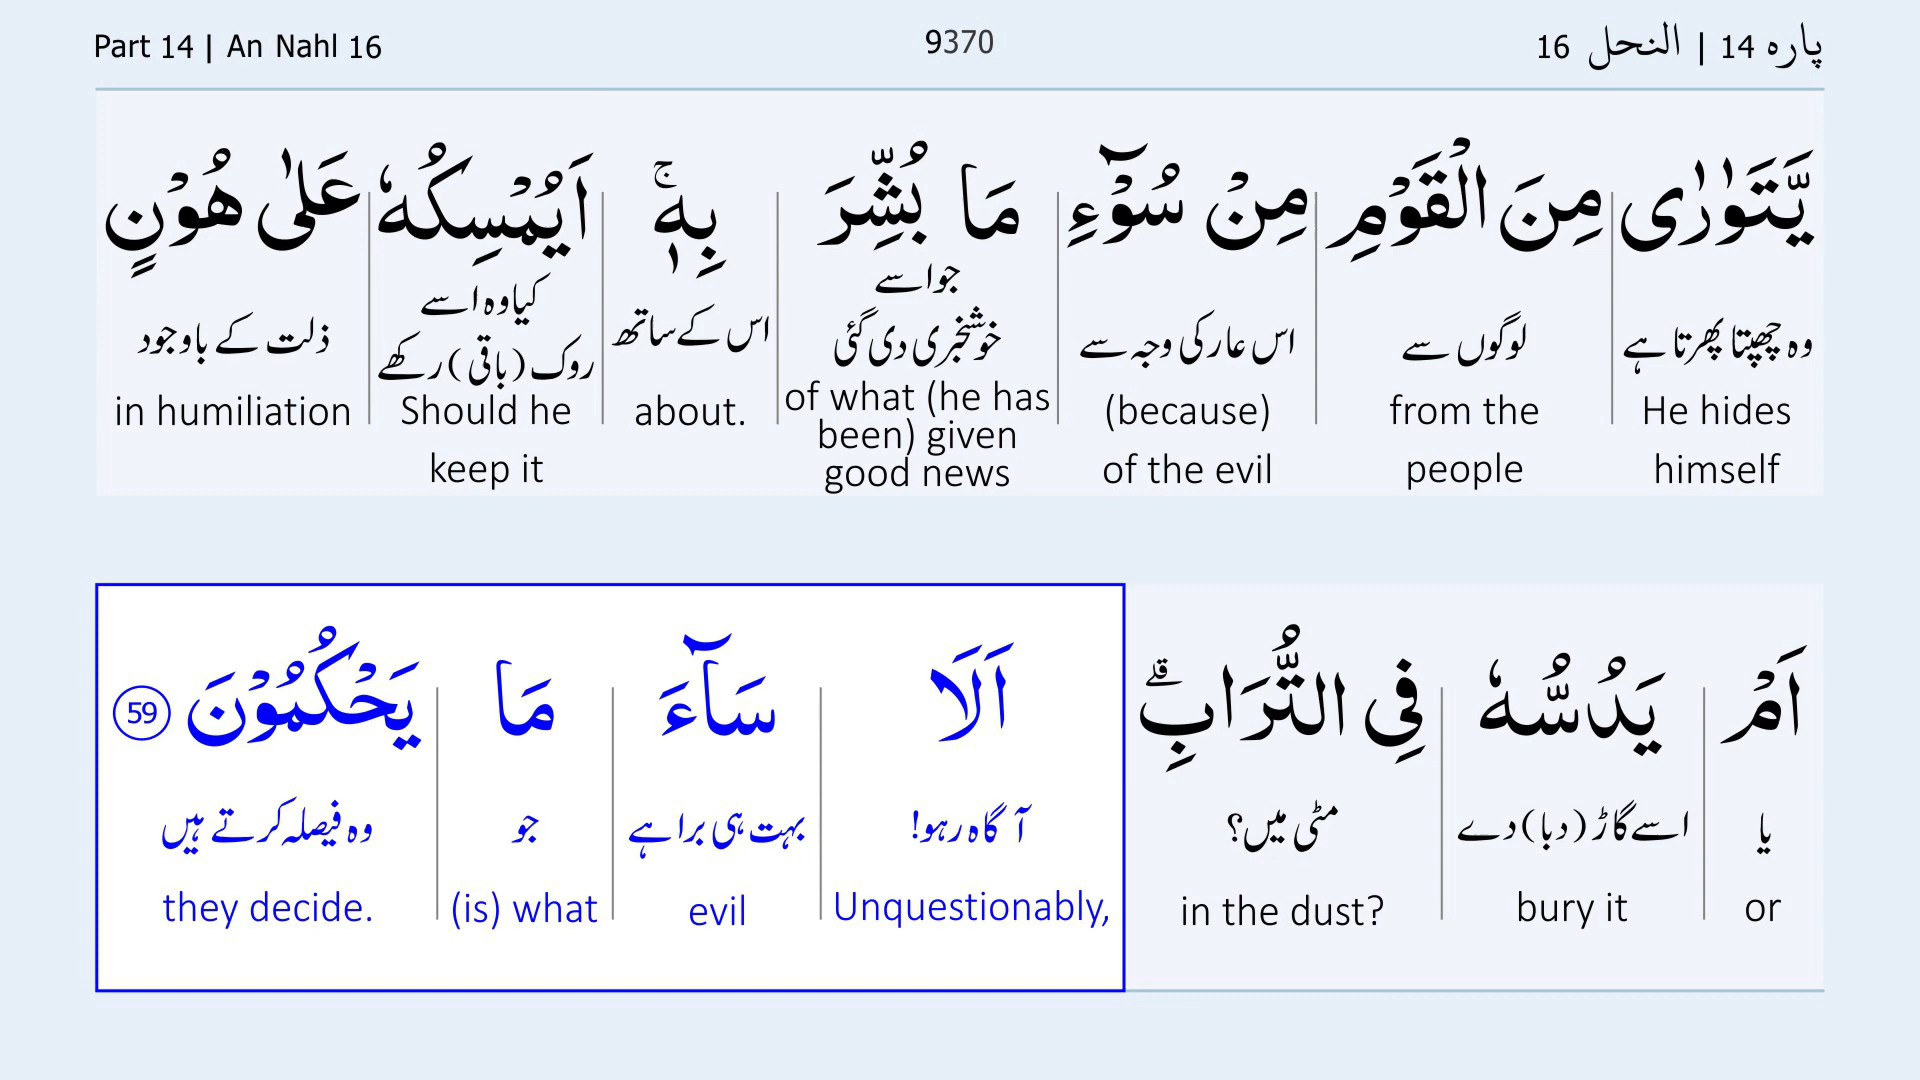 Part 14 | An Nahl 16
9370
پارہ 14 | النحل 16
یَتَوَارٰی مِنَ الْقَوْمِ مِنْ سُوْٓءِ مَا بُشِّرَ بِهٖ ؕ اَیُمْسِكُهٗ عَلٰی هُوْنٍ
وہ چھپتا پھرتا ہے لوگوں سے اس عار کی وجہ سے جو اسے خوشخبری دی گئی اس کے ساتھ کیا وہ اسے روک (باقی) رکھے ذلت کے باوجود
He hides himself from the people (because) of the evil of what (he has been) given good news about. Should he keep it in humiliation
اَمْ یَدُسُّهٗ فِی التُّرَابِ ؕ اَلَا سَآءَ مَا یَحْكُمُوْنَ 59
یا اسے گاڑ (دبا) دے مٹی میں؟ آگاہ رہو! بہت ہی برا ہے جو وہ فیصلہ کرتے ہیں
or bury it in the dust? Unquestionably, evil (is) what they decide.